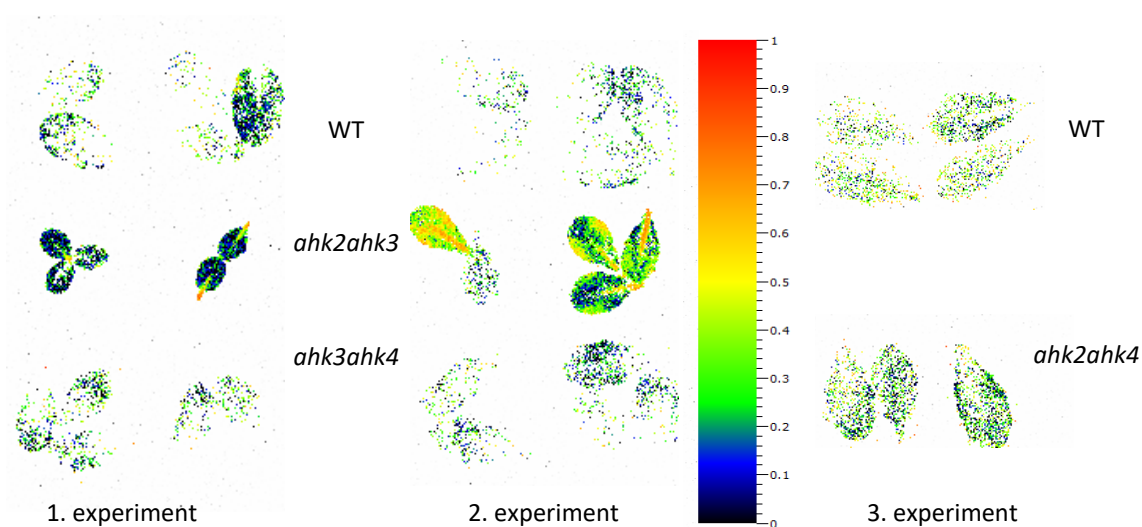 WT
ahk2ahk3
ahk3ahk4
1. experiment
2. experiment
1
0.9
0.8
0.7
0.6
0.5
0.4
0.3
0.2
0.1
0
WT
ahk2ahk4
3. experiment